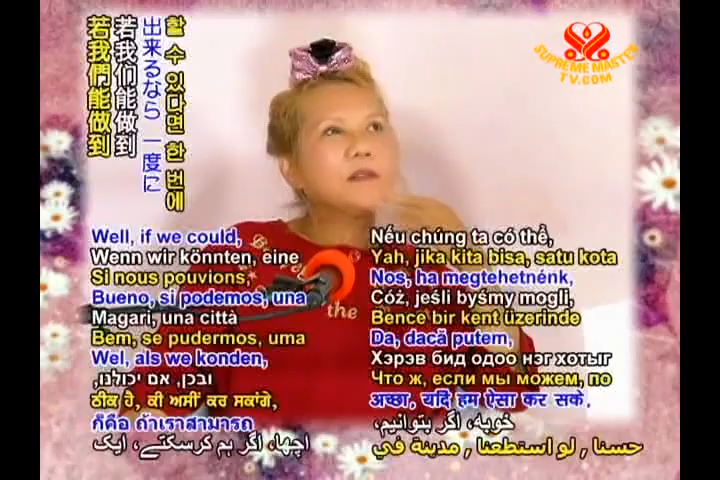 할 수 있다면 한 번에
出来るなら 一度に
若我们能做到
若我們能做到
SUPREME MASTER
TV.COM
Well, if we could,
Wenn wir könnten, eine
Si nous pouvions,
Bueno, si podemos, una
Magari, una città
Bem, se pudermos, uma
Wel, als we konden,
ובכן, אם יכולנו,
ਠੀਕ ਹੈ, ਕੀ ਅਸੀਂ ਕਰ ਸਕਾਂਗੇ,
ก็คือ ถ้าเราสามารถ
اچھا، اگر ہم کرسکتے، ایک
Nếu chúng ta có thể,
Yah, jika kita bisa, satu kota
Nos, ha megtehetnénk,
Cóż, jeśli byśmy mogli,
Bence bir kent üzerinde
Da, dacă putem,
Хэрэв бид одоо нэг хотыг
Что ж, если мы можем, по
अच्छा, यदि हम ऐसा कर सके,
خوبه، اگر بتوانیم،
حسنا , لو استطعنا , مدينة في
the